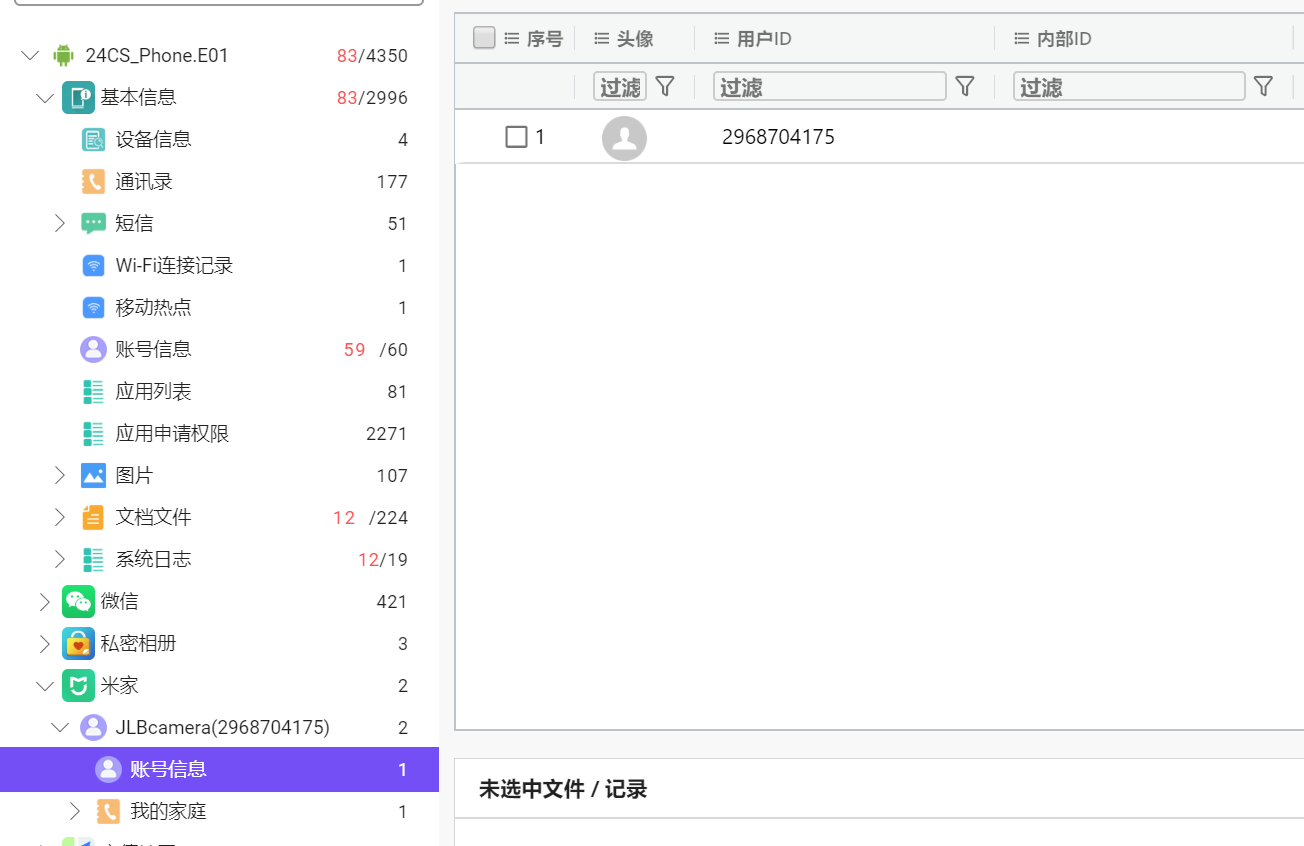 24CS_Phone.E01 83/4350
基本信息 83/2996
设备信息 4
通讯录 177
短信 51
Wi-Fi连接记录 1
移动热点 1
账号信息 59 /60
应用列表 81
应用申请权限 2271
图片 107
文档文件 12 /224
系统日志 12/19
微信 421
私密相册 3
米家 2
JLBcamera(2968704175) 2
账号信息 1
我的家庭 1
序号 头像 用户ID 内部ID
过滤 过滤 过滤
1 2968704175
未选中文件 / 记录